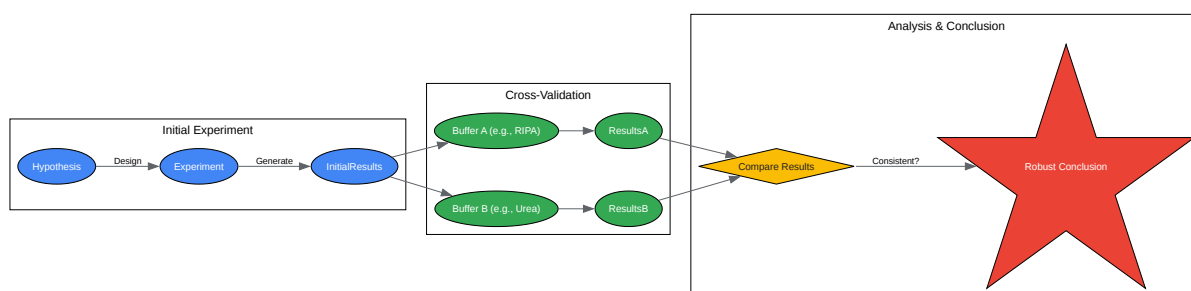 Initial Experiment
Hypothesis
Design
Experiment
Generate
InitialResults
Cross-Validation
Buffer A (e.g., RIPA)
ResultsA
Buffer B (e.g., Urea)
ResultsB
Analysis & Conclusion
Compare Results
Consistent?
Robust Conclusion